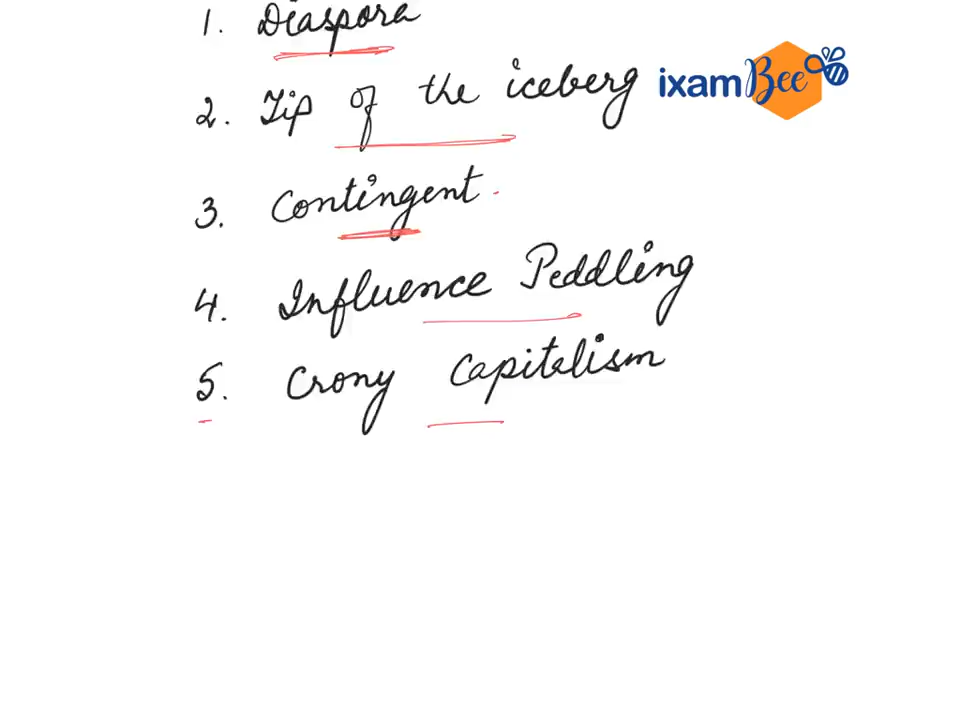 1. Diaspora
2. Tip of the iceberg
ixamBee
3. Contingent
4. Influence Peddling
5. Crony Capitalism